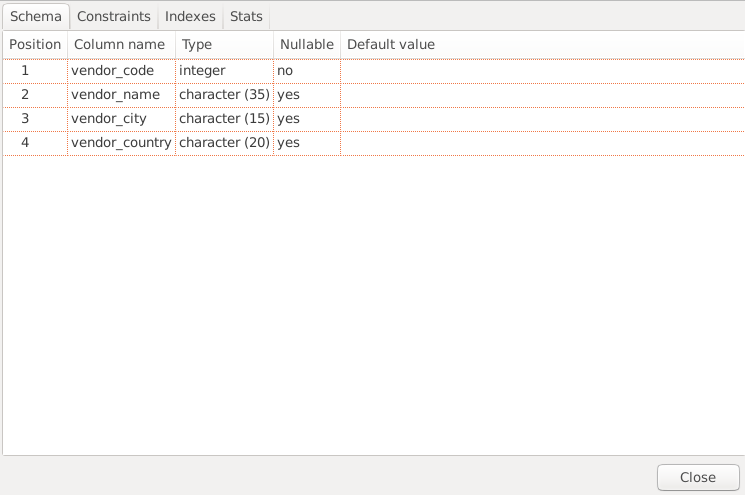 Schema Constraints Indexes Stats
Position Column name Type Nullable Default value
1 vendor_code integer no
2 vendor_name character (35) yes
3 vendor_city character (15) yes
4 vendor_country character (20) yes
Close